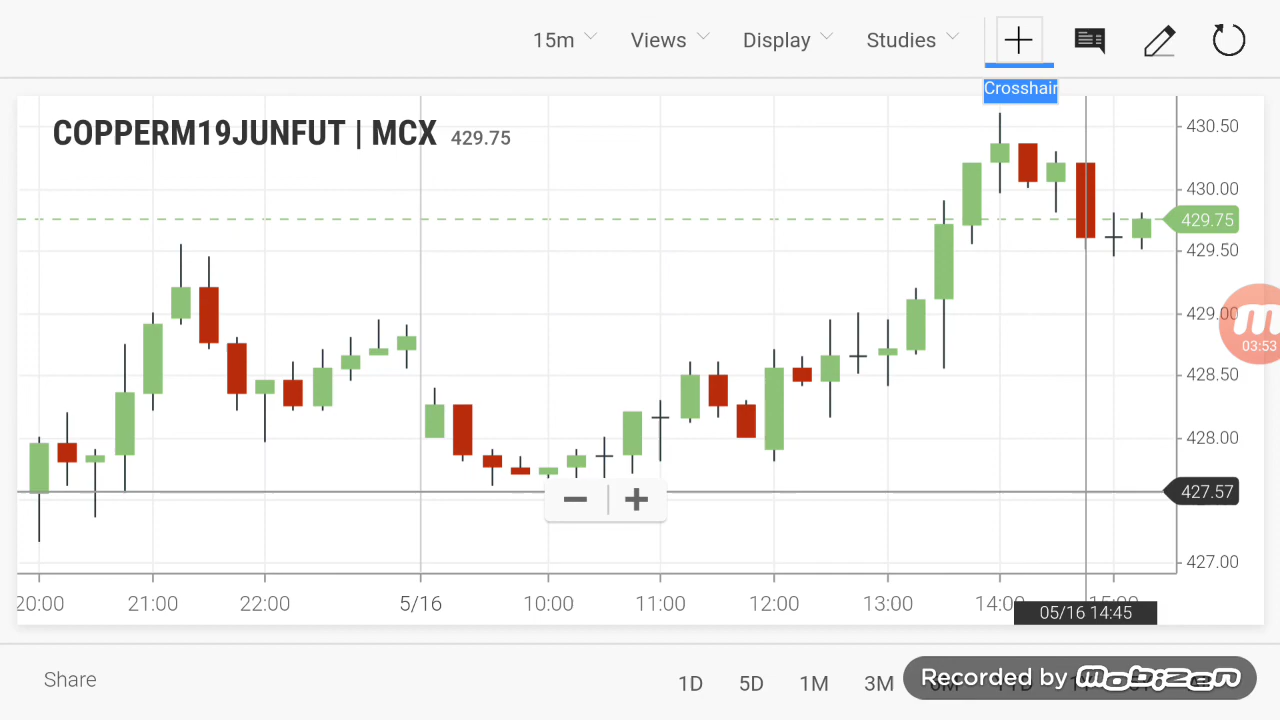 15m Views Display Studies
Crosshair
COPPERM19JUNFUT | MCX 429.75
430.50
430.00
429.75
429.50
429.00
03:53
428.50
428.00
427.57
427.00
20:00 21:00 22:00 5/16 10:00 11:00 12:00 13:00 14:00 15:00
05/16 14:45
Share 1D 5D 1M 3M
Recorded by mobizen